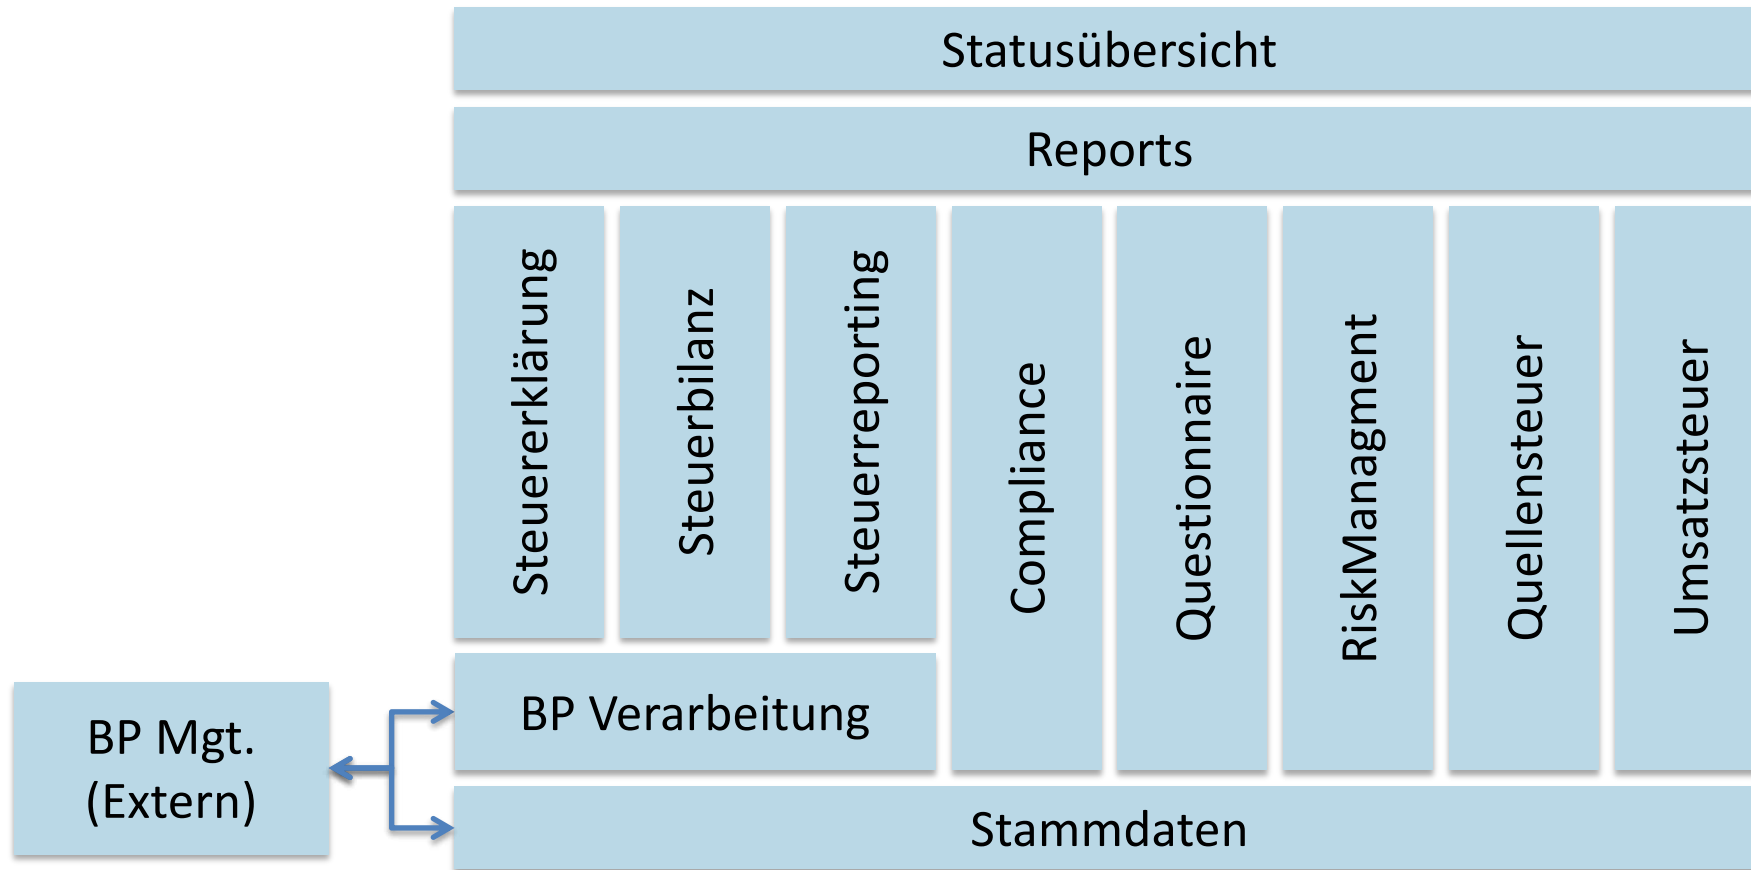 Statusübersicht
Reports
Steuererklärung
Steuerbilanz
Steuerreporting
Compliance
Questionnaire
RiskManagment
Quellensteuer
Umsatzsteuer
BP Verarbeitung
BP Mgt.
(Extern)
Stammdaten